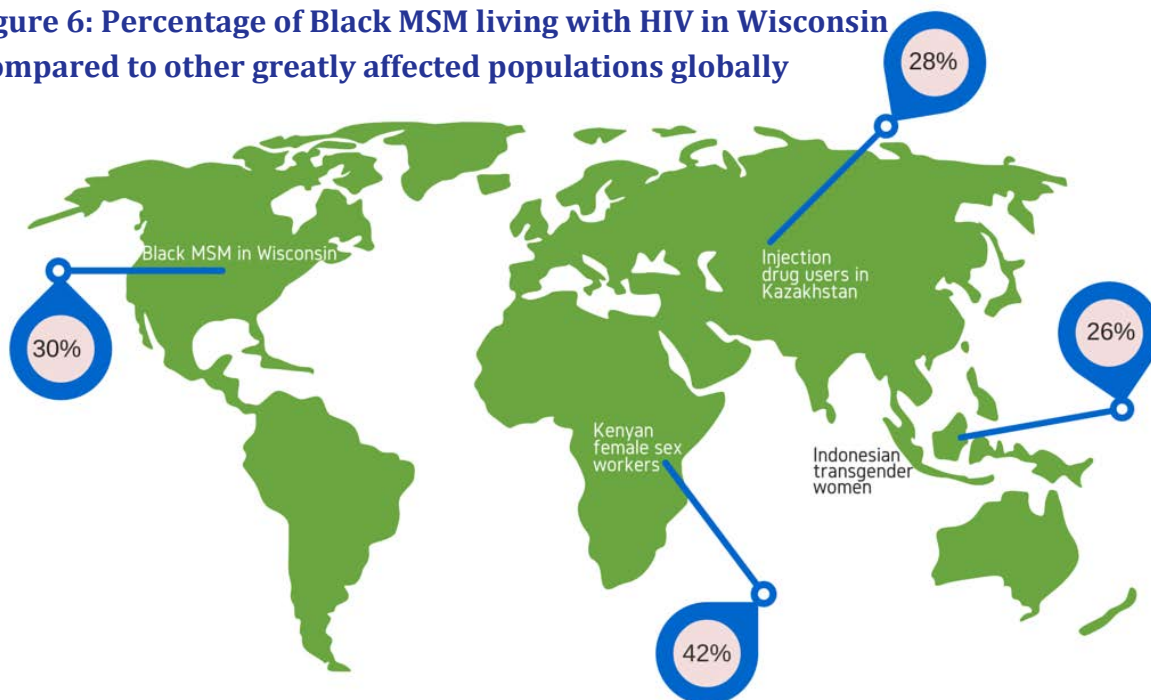 gure 6: Percentage of Black MSM living with HIV in Wisconsin
ompared to other greatly affected populations globally
28%
Black MSM in Wisconsin
Injection
drug users in
Kazakhstan
30%
26%
Kenyan
female sex
workers
Indonesian
transgender
women
42%